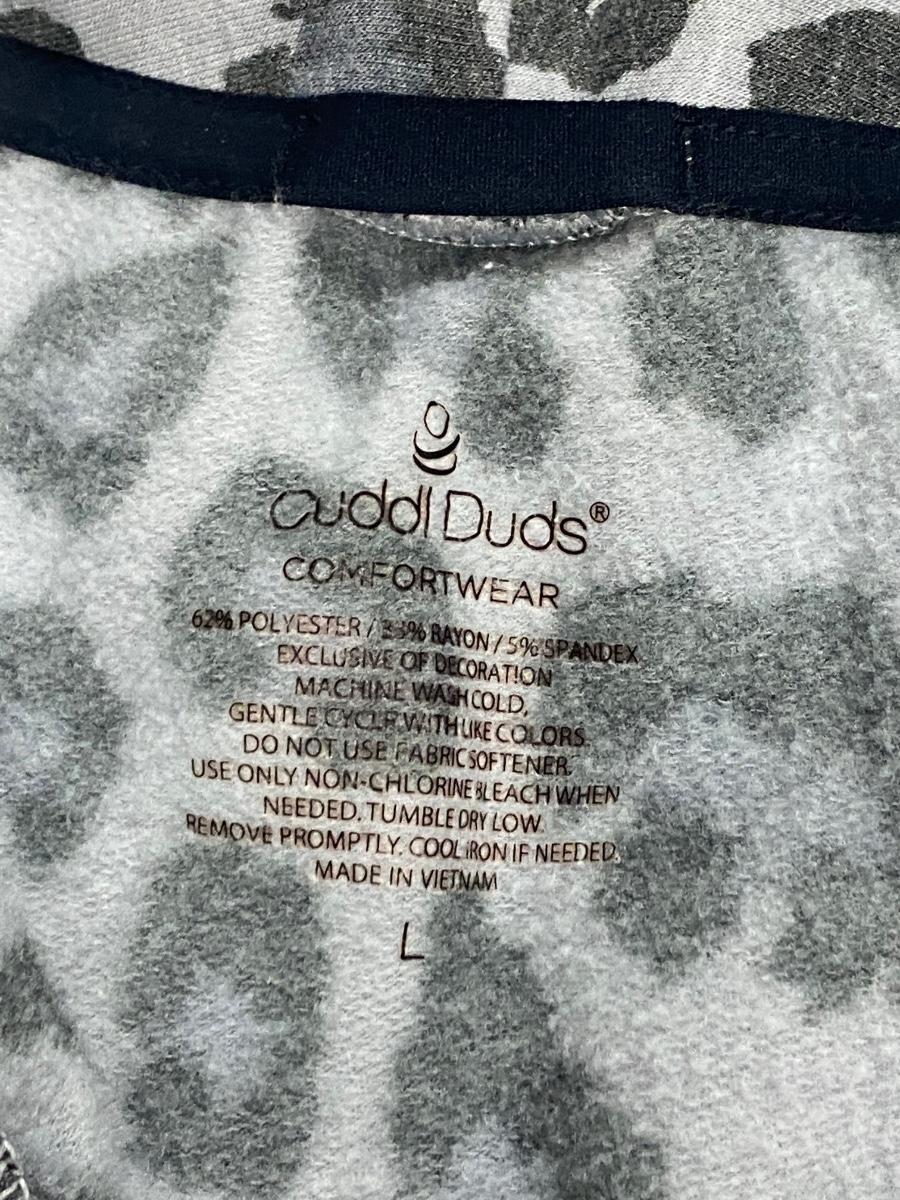 cuddl Duds®
COMFORTWEAR
62% POLYESTER / 33% RAYON / 5% SPANDEX
EXCLUSIVE OF DECORATION
MACHINE WASH COLD,
GENTLE CYCLE WITH LIKE COLORS.
DO NOT USE FABRIC SOFTENER.
USE ONLY NON-CHLORINE BLEACH WHEN
NEEDED. TUMBLE DRY LOW.
REMOVE PROMPTLY. COOL IRON IF NEEDED.
MADE IN VIETNAM
L